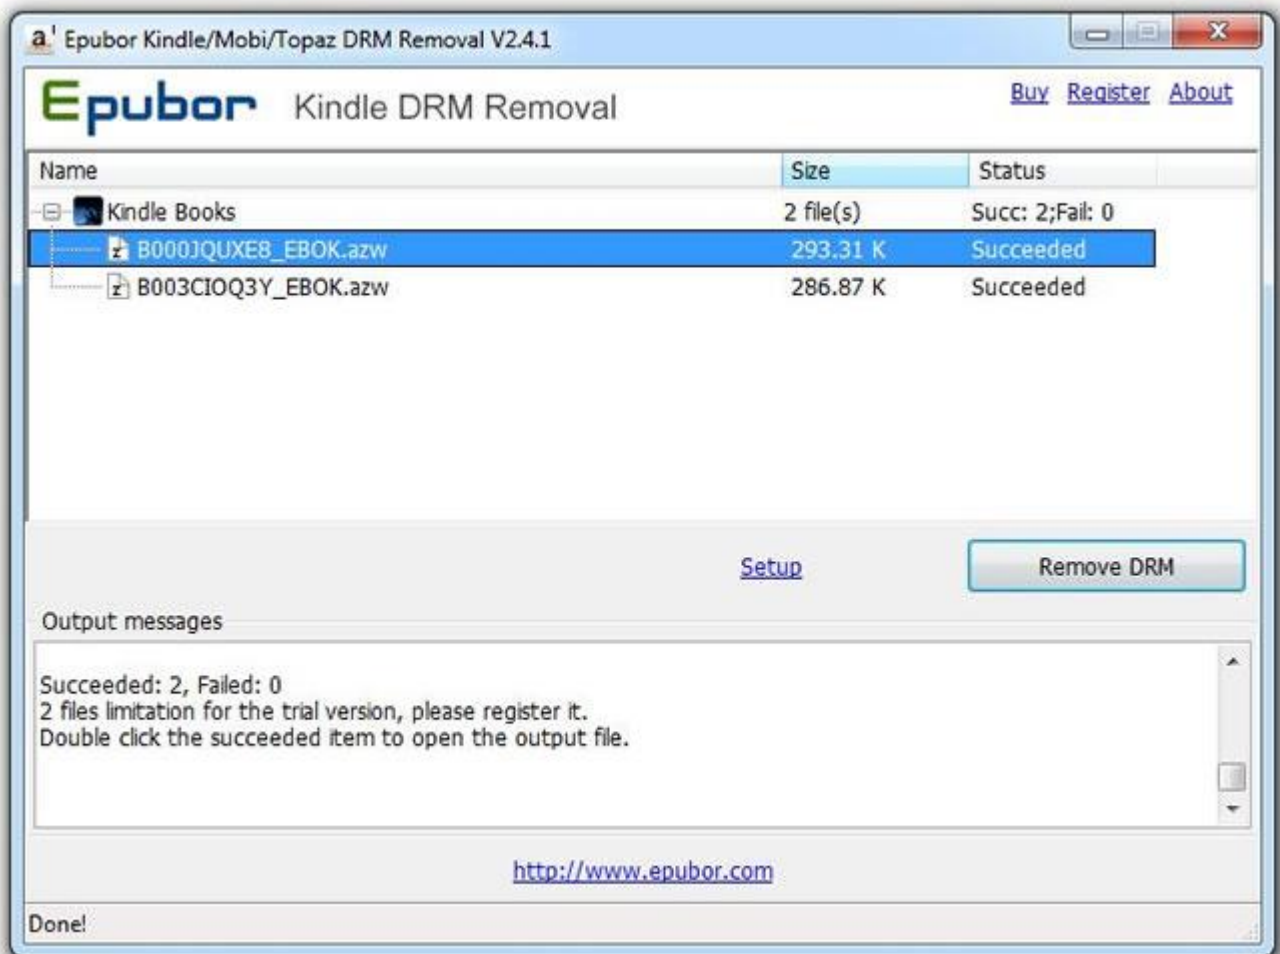 a Epubor Kindle/Mobi/Topaz DRM Removal V2.4.1
Epubor Kindle DRM Removal Buy Register About
Name Size Status
Kindle Books 2 file(s) Succ: 2;Fail: 0
B000JQUXE8_EBOK.azw 293.31 K Succeeded
B003CIOQ3Y_EBOK.azw 286.87 K Succeeded
Setup Remove DRM
Output messages
Succeeded: 2, Failed: 0
2 files limitation for the trial version, please register it.
Double click the succeeded item to open the output file.
http://www.epubor.com
Done!